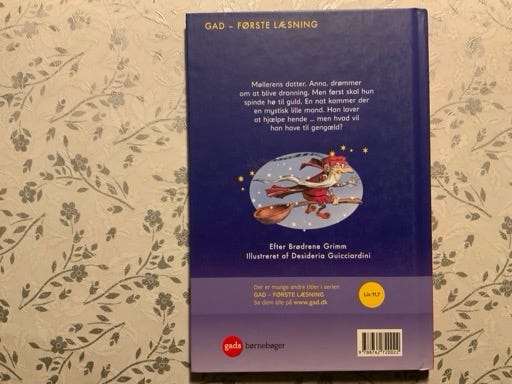 GAD – FØRSTE LÆSNING
Møllerens datter, Anna, drømmer
om at blive dronning. Men først skal hun
spinde hø til guld. En nat kommer der
en mystisk lille mand. Han lover
at hjælpe hende ... men hvad vil
han have til gengæld?
Efter Brødrene Grimm
Illustreret af Desideria Guicciardini
Der er mange andre titler i serien
GAD – FØRSTE LÆSNING
Se dem alle på www.gad.dk
Lix 11,7
gads børnebøger